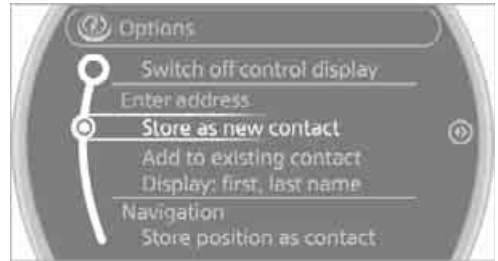 Options
Switch off control display
Enter address
Store as new contact
Add to existing contact
Display: first, last name
Navigation
Store position as contact